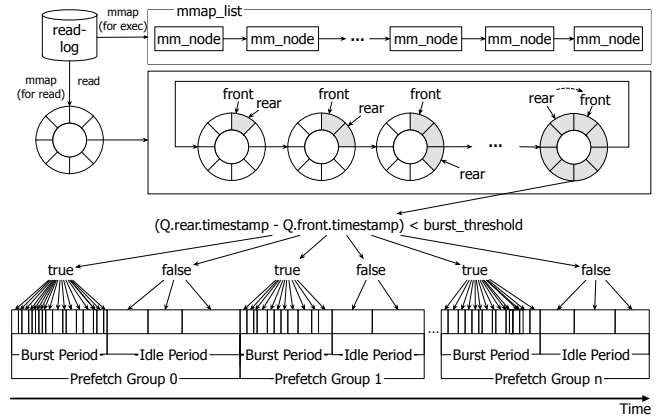 mmap_list
mmap
(for exec)
read-
log
mm_node mm_node ... mm_node mm_node mm_node
mmap
(for read)
read
front front front
rear rear rear front
rear
...
(Q.rear.timestamp - Q.front.timestamp) < burst_threshold
true false true false true false
...
Burst Period Idle Period Burst Period Idle Period Burst Period Idle Period
Prefetch Group 0 Prefetch Group 1 Prefetch Group n
Time